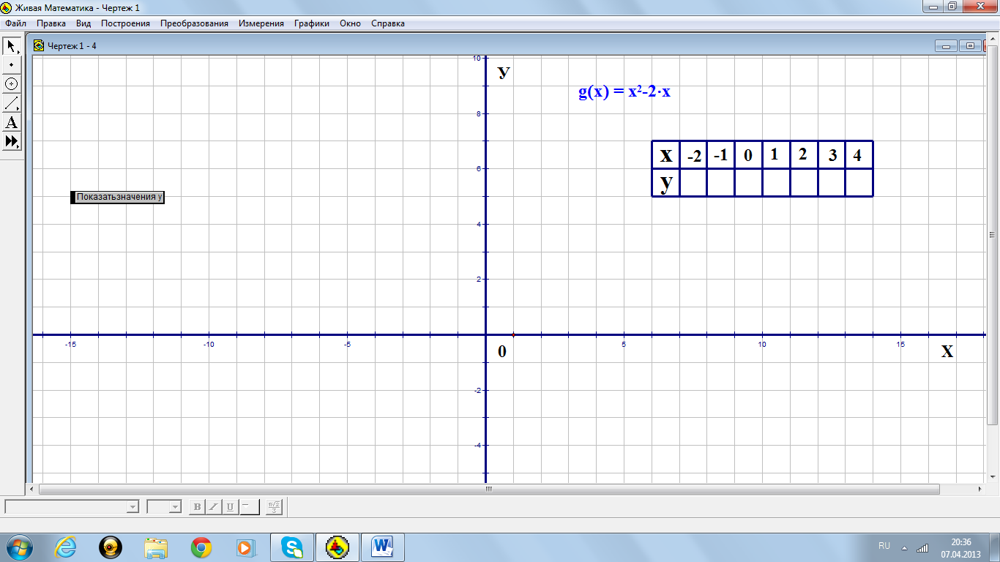 Живая Математика - Чертеж 1
Файл Правка Вид Построения Преобразования Измерения Графики Окно Справка
Чертеж 1 - 4
A
10
У
g(x) = x²-2·x
8
x -2 -1 0 1 2 3 4
6
y
Показатьзначения у
4
2
-15 -10 -5 5 10 15
0 X
-2
-4
B I U
RU
20:36
07.04.2013